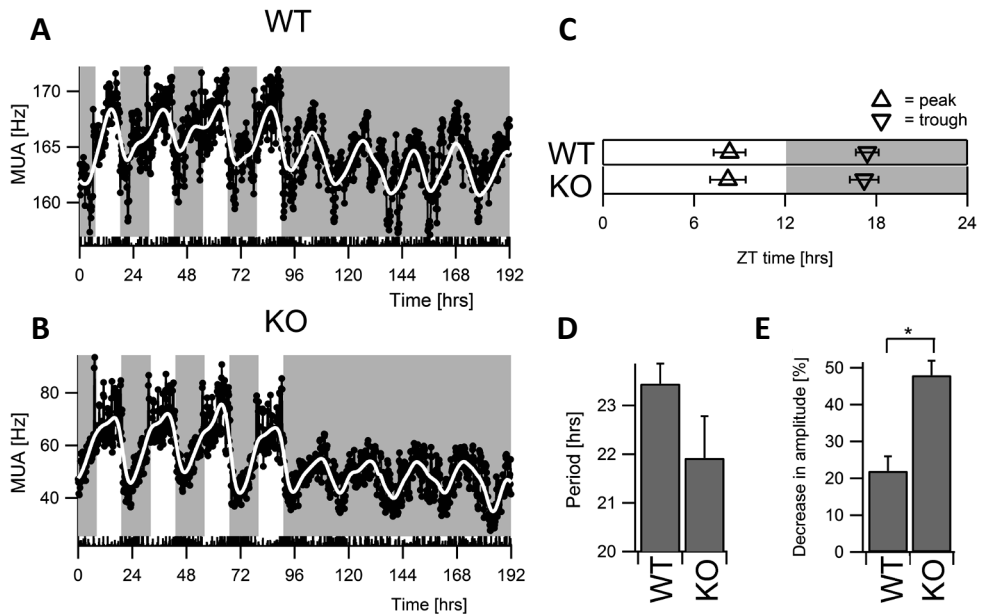 A
WT
MUA [Hz]
170
165
160
0 24 48 72 96 120 144 168 192
Time [hrs]
B
KO
MUA [Hz]
80
60
40
0 24 48 72 96 120 144 168 192
Time [hrs]
C
= peak
= trough
WT
KO
0 6 12 18 24
ZT time [hrs]
D
Period [hrs]
23
22
21
20
WT KO
E
Decrease in amplitude [%]
*
50
40
30
20
10
0
WT KO